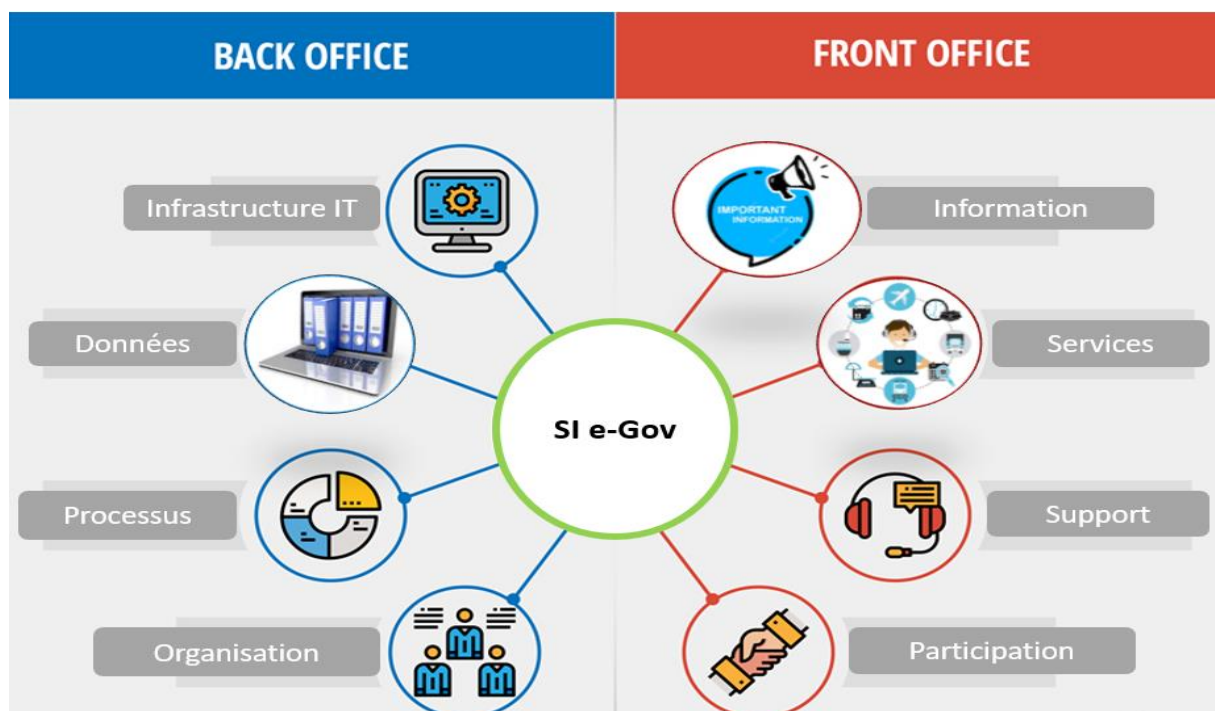 BACK OFFICE
FRONT OFFICE
Infrastructure IT
IMPORTANT
INFORMATION
Information
Données
Services
SI e-Gov
Processus
Support
Organisation
Participation